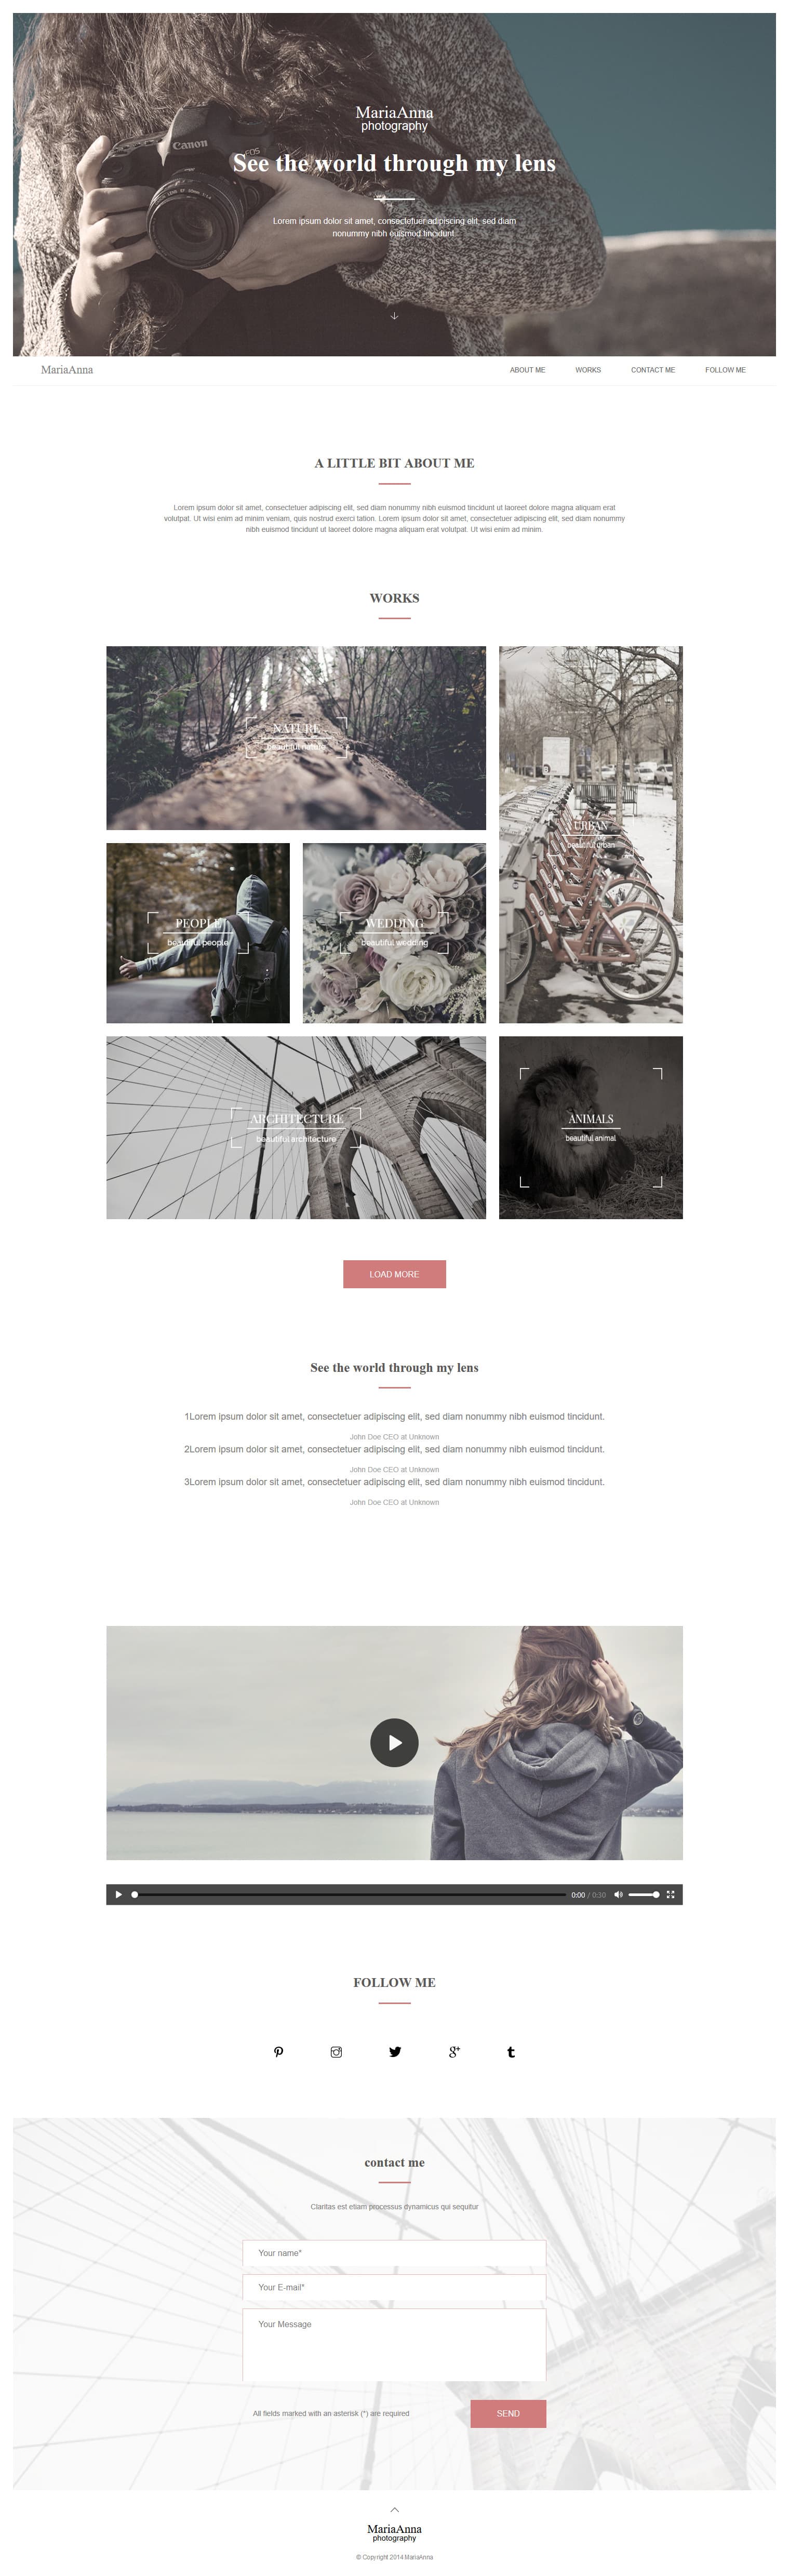 MariaAnna
photography
Canon
EOS
See the world through my lens
Lorem ipsum dolor sit amet, consectetuer adipiscing elit, sed diam
nonummy nibh euismod tincidunt.
MariaAnna
ABOUT ME
WORKS
CONTACT ME
FOLLOW ME
A LITTLE BIT ABOUT ME
Lorem ipsum dolor sit amet, consectetuer adipiscing elit, sed diam nonummy nibh euismod tincidunt ut laoreet dolore magna aliquam erat
volutpat. Ut wisi enim ad minim veniam, quis nostrud exerci tation. Lorem ipsum dolor sit amet, consectetuer adipiscing elit, sed diam nonummy
nibh euismod tincidunt ut laoreet dolore magna aliquam erat volutpat. Ut wisi enim ad minim.
WORKS
NATURE
beautiful nature
URBAN
beautiful urban
PEOPLE
beautiful people
WEDDING
beautiful wedding
ARCHITECTURE
beautiful architecture
ANIMALS
beautiful animal
LOAD MORE
See the world through my lens
1Lorem ipsum dolor sit amet, consectetuer adipiscing elit, sed diam nonummy nibh euismod tincidunt.
John Doe CEO at Unknown
2Lorem ipsum dolor sit amet, consectetuer adipiscing elit, sed diam nonummy nibh euismod tincidunt.
John Doe CEO at Unknown
3Lorem ipsum dolor sit amet, consectetuer adipiscing elit, sed diam nonummy nibh euismod tincidunt.
John Doe CEO at Unknown
0:00 / 0:30
FOLLOW ME
contact me
Claritas est etiam processus dynamicus qui sequitur
Your name*
Your E-mail*
Your Message
All fields marked with an asterisk (*) are required
SEND
MariaAnna
photography
© Copyright 2014 MariaAnna